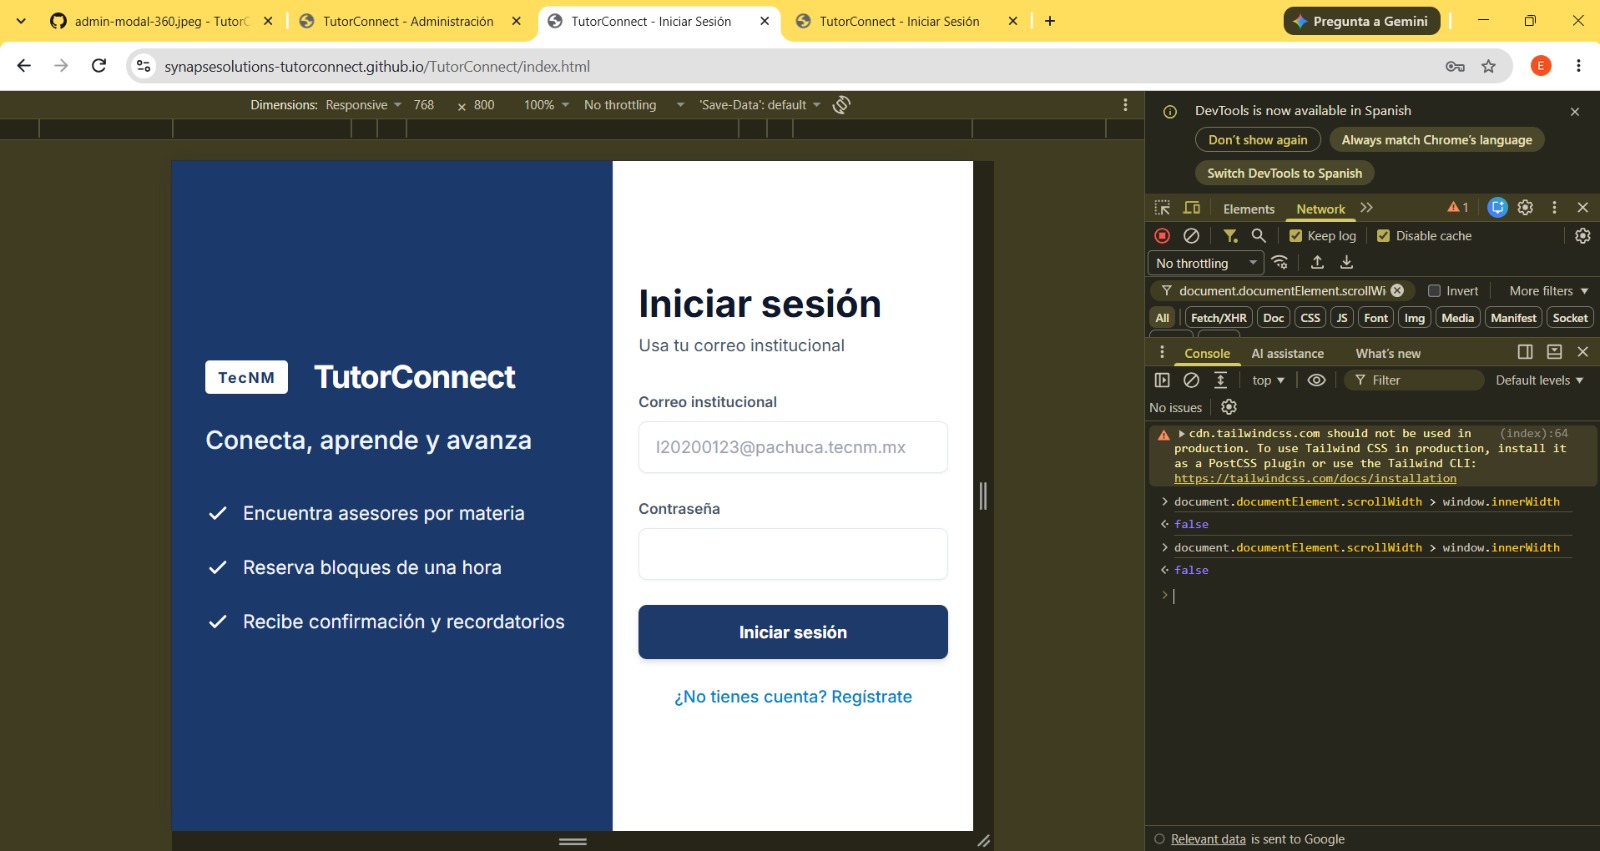 admin-modal-360.jpeg - TutorC
TutorConnect - Administración
TutorConnect - Iniciar Sesión
TutorConnect - Iniciar Sesión
Pregunta a Gemini
synapsesolutions-tutorconnect.github.io/TutorConnect/index.html
E
Dimensions: Responsive 768 x 800 100% No throttling 'Save-Data': default
TecNM TutorConnect
Conecta, aprende y avanza
Encuentra asesores por materia
Reserva bloques de una hora
Recibe confirmación y recordatorios
Iniciar sesión
Usa tu correo institucional
Correo institucional
l20200123@pachuca.tecnm.mx
Contraseña
Iniciar sesión
¿No tienes cuenta? Regístrate
DevTools is now available in Spanish
Don't show again Always match Chrome's language
Switch DevTools to Spanish
Elements Network 1
Keep log Disable cache
No throttling
document.documentElement.scrollWi Invert More filters
All Fetch/XHR Doc CSS JS Font Img Media Manifest Socket
Console AI assistance What's new
top Filter Default levels
No issues
cdn.tailwindcss.com should not be used in (index):64
production. To use Tailwind CSS in production, install it
as a PostCSS plugin or use the Tailwind CLI:
https://tailwindcss.com/docs/installation
document.documentElement.scrollWidth > window.innerWidth
false
document.documentElement.scrollWidth > window.innerWidth
false
Relevant data is sent to Google